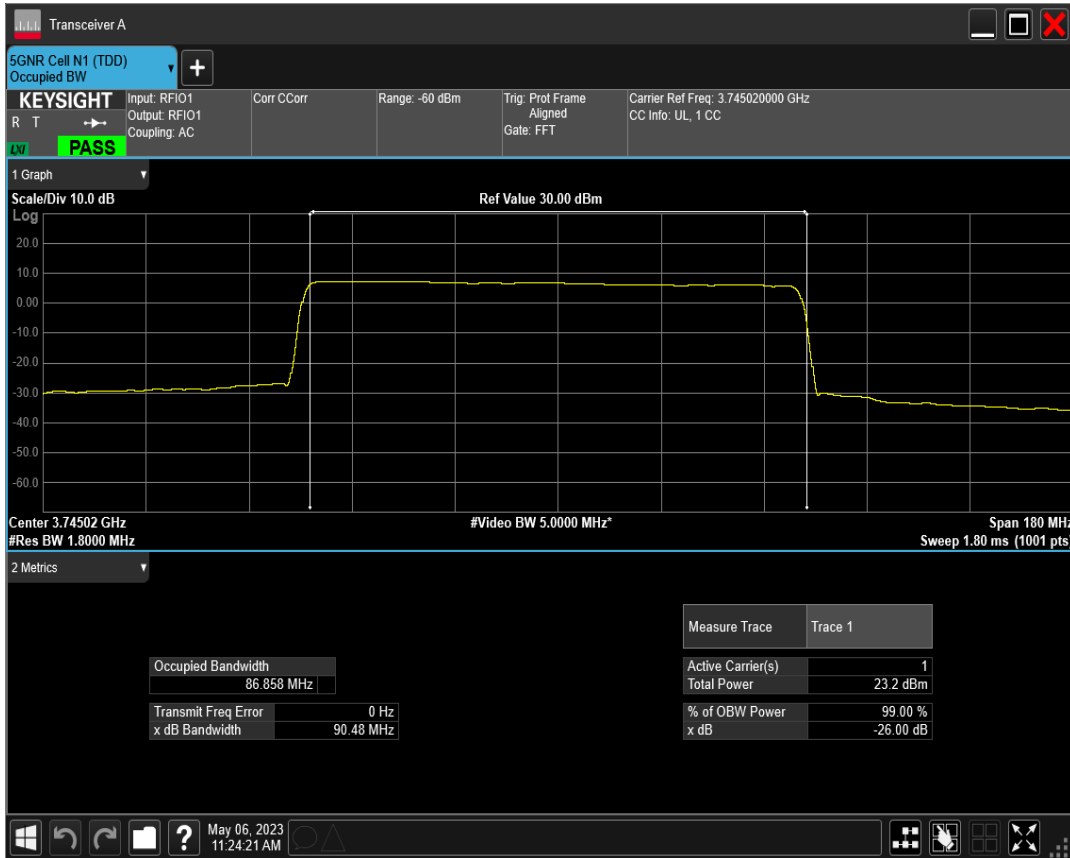 Transceiver A
5GNR Cell N1 (TDD)
Occupied BW
+
KEYSIGHT
R T
LXI
PASS
Input: RFIO1
Output: RFIO1
Coupling: AC
Corr CCorr
Range: -60 dBm
Trig: Prot Frame
Aligned
Gate: FFT
Carrier Ref Freq: 3.745020000 GHz
CC Info: UL, 1 CC
1 Graph
Scale/Div 10.0 dB
Ref Value 30.00 dBm
Log
20.0
10.0
0.00
-10.0
-20.0
-30.0
-40.0
-50.0
-60.0
Center 3.74502 GHz
#Video BW 5.0000 MHz*
Span 180 MHz
#Res BW 1.8000 MHz
Sweep 1.80 ms (1001 pts)
2 Metrics
Measure Trace Trace 1
Occupied Bandwidth
86.858 MHz
Active Carrier(s) 1
Total Power 23.2 dBm
Transmit Freq Error 0 Hz
x dB Bandwidth 90.48 MHz
% of OBW Power 99.00 %
x dB -26.00 dB
?
May 06, 2023
11:24:21 AM